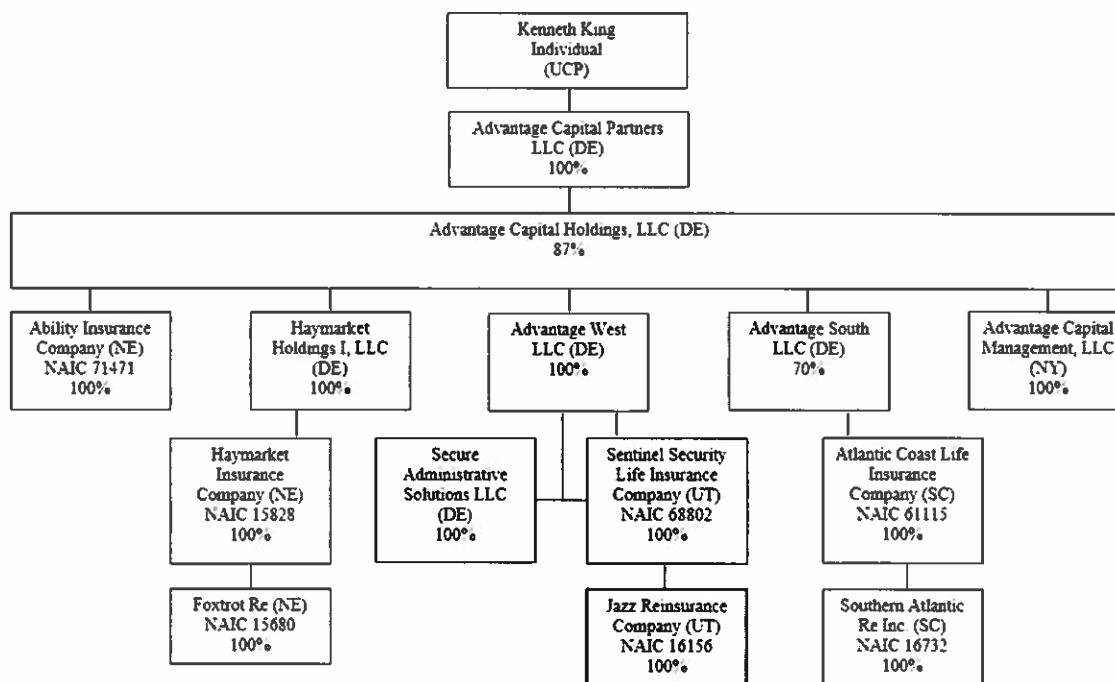 Kenneth King
Individual
(UCP)
Advantage Capital Partners
LLC (DE)
100%
Advantage Capital Holdings, LLC (DE)
87%
Ability Insurance
Company (NE)
NAIC 71471
100%
Haymarket
Holdings I, LLC
(DE)
100%
Advantage West
LLC (DE)
100%
Advantage South
LLC (DE)
70%
Advantage Capital
Management, LLC
(NY)
100%
Haymarket
Insurance
Company (NE)
NAIC 15828
100%
Secure
Administrative
Solutions LLC
(DE)
100%
Sentinel Security
Life Insurance
Company (UT)
NAIC 68802
100%
Atlantic Coast Life
Insurance
Company (SC)
NAIC 61115
100%
Foxtrot Re (NE)
NAIC 15680
100%
Jazz Reinsurance
Company (UT)
NAIC 16156
100%
Southern Atlantic
Re Inc. (SC)
NAIC 16732
100%